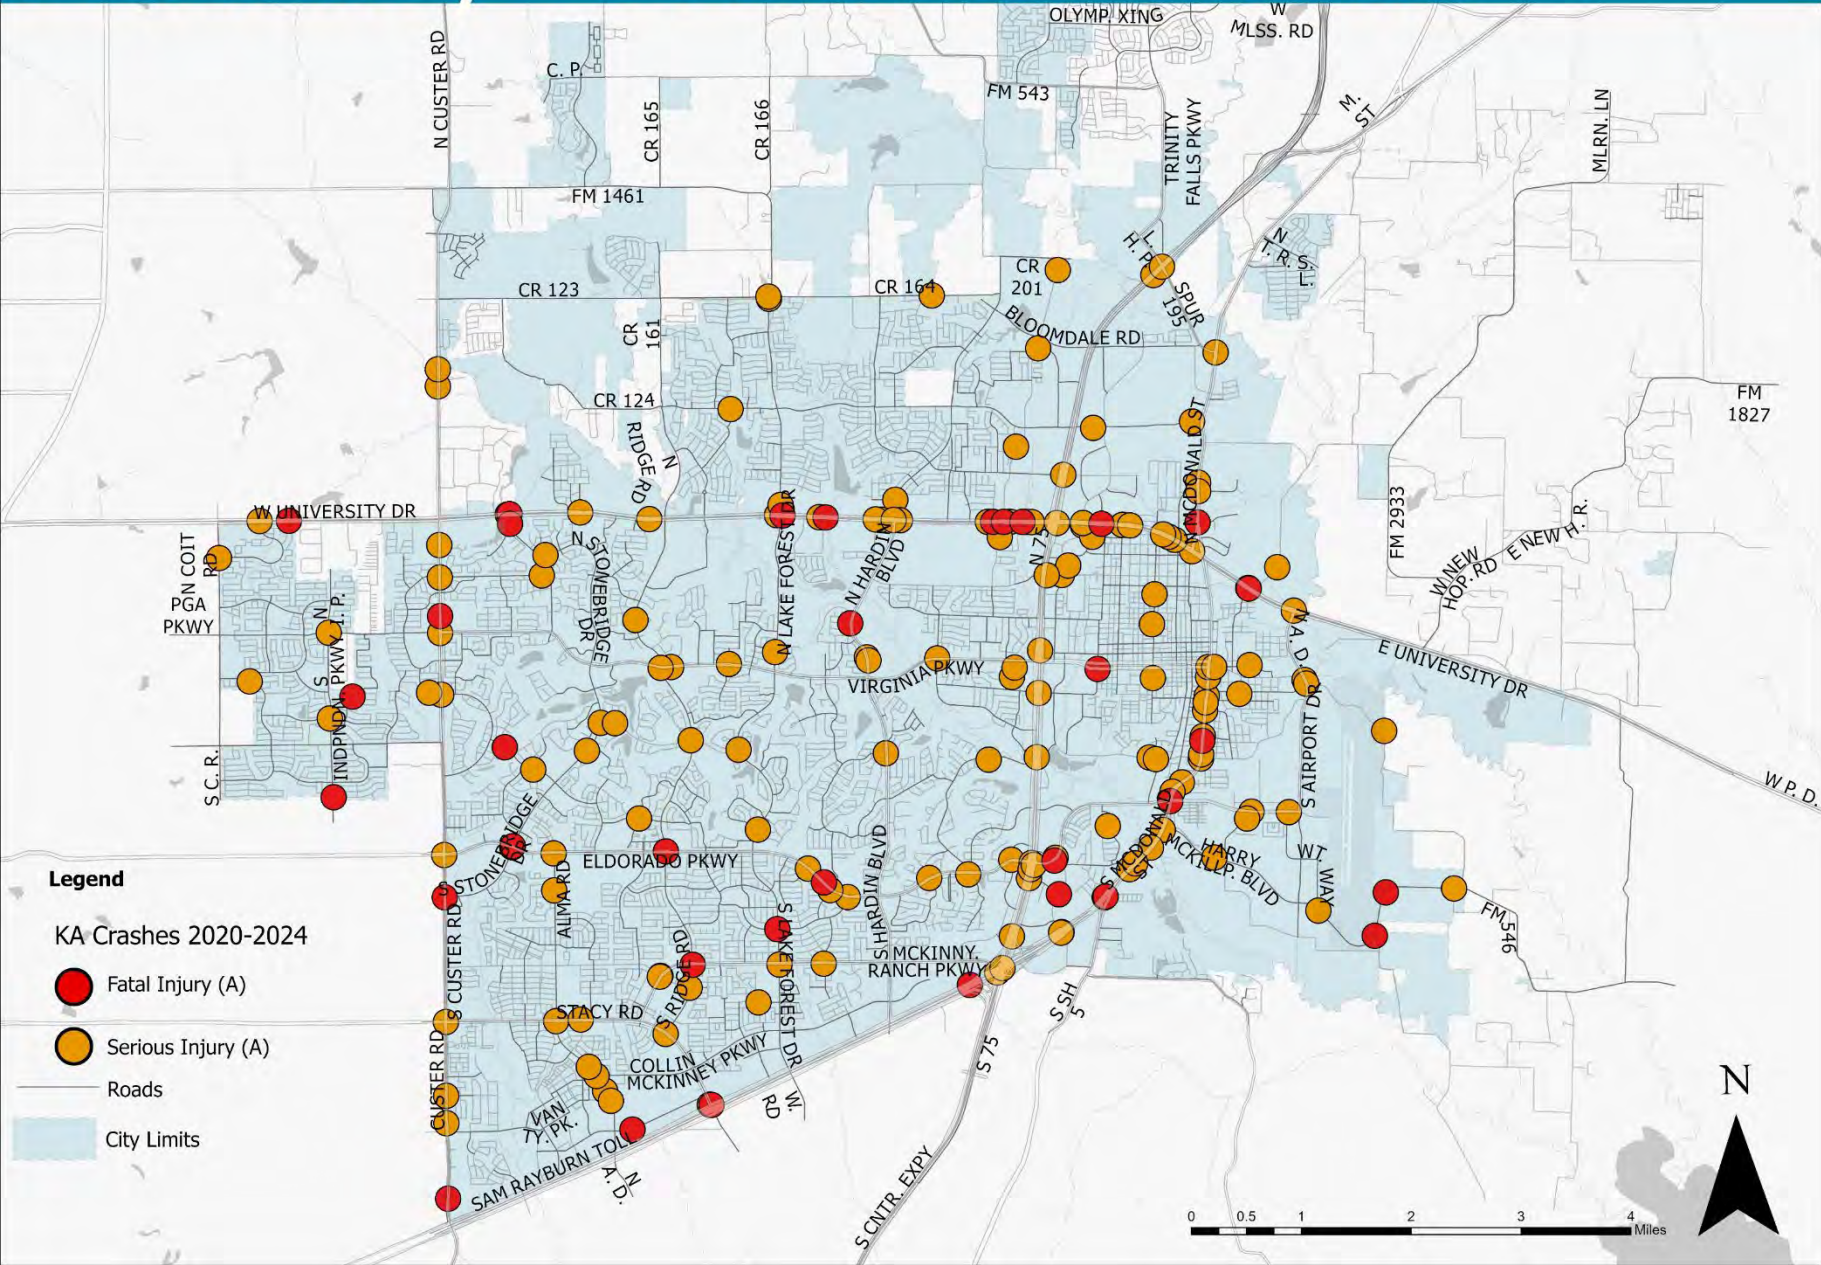 OLYMP. XING
W
MLSS. RD
N CUSTER RD
C. P.
FM 543
CR 165
CR 166
TRINITY
FALLS PKWY
M.
ST
MLRN. LN
FM 1461
L.
H. P.
N
T. R. S.
L.
CR 123
CR 164
CR
201
SPUR
195
CR
161
BLOOMDALE RD
CR 124
FM
1827
N
RIDGE RD
N MCDONALD ST
W UNIVERSITY DR
FM 2933
N COIT
RD
N STONEBRIDGE
DR
N LAKE FOREST DR
N HARDIN
BLVD
N 75
W NEW
HOP. RD
E NEW H. R.
PGA
PKWY
N
S
INDPNDN PKWY I. P.
N A. D.
E UNIVERSITY DR
VIRGINIA PKWY
S AIRPORT DR
S C. R.
W P. D.
S STONEBRIDGE
DR
ELDORADO PKWY
ALMA RD
S HARDIN BLVD
S MCDONALD
ST
HARRY
MCKILLP. BLVD
WT.
WAY
Legend
KA Crashes 2020-2024
Fatal Injury (A)
Serious Injury (A)
Roads
City Limits
S CUSTER RD
S RIDGE RD
S LAKE FOREST DR
MCKINNY.
RANCH PKWY
FM 546
STACY RD
S SH
5
COLLIN
MCKINNEY PKWY
S 75
CUSTER RD
VAN
TY. PK.
W.
RD
SAM RAYBURN TOLL
N
A. D.
S CNTR. EXPY
N
0 0.5 1 2 3 4
Miles